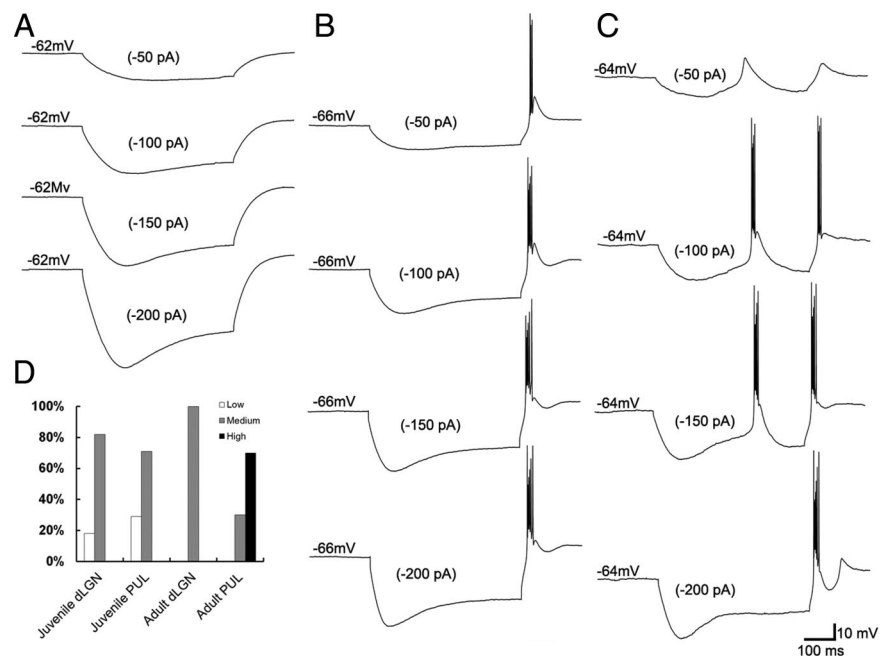 A
-62mV
(-50 pA)
-62mV
(-100 pA)
-62Mv
(-150 pA)
-62mV
(-200 pA)
B
-66mV
(-50 pA)
-66mV
(-100 pA)
-66mV
(-150 pA)
-66mV
(-200 pA)
C
-64mV
(-50 pA)
-64mV
(-100 pA)
-64mV
(-150 pA)
-64mV
(-200 pA)
10 mV
100 ms
D
100%
80%
60%
40%
20%
0%
Low
Medium
High
Juvenile dLGN
Juvenile PUL
Adult dLGN
Adult PUL